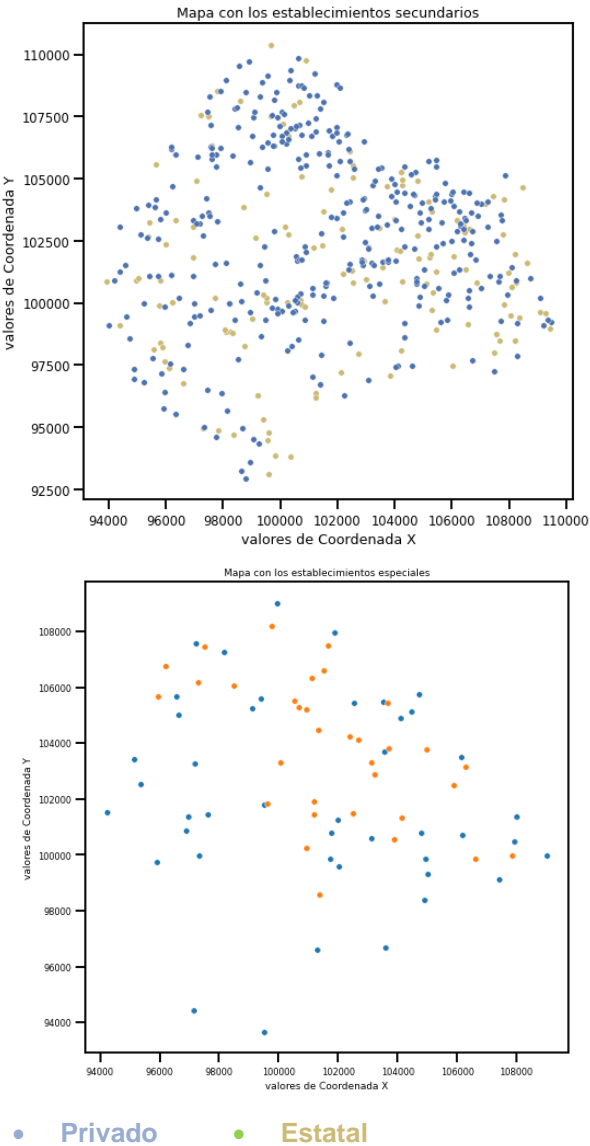 Mapa con los establecimientos secundarios
valores de Coordenada Y
110000
107500
105000
102500
100000
97500
95000
92500
94000 96000 98000 100000 102000 104000 106000 108000 110000
valores de Coordenada X
Mapa con los establecimientos especiales
valores de Coordenada Y
108000
106000
104000
102000
100000
98000
96000
94000
94000 96000 98000 100000 102000 104000 106000 108000
valores de Coordenada X
Privado Estatal